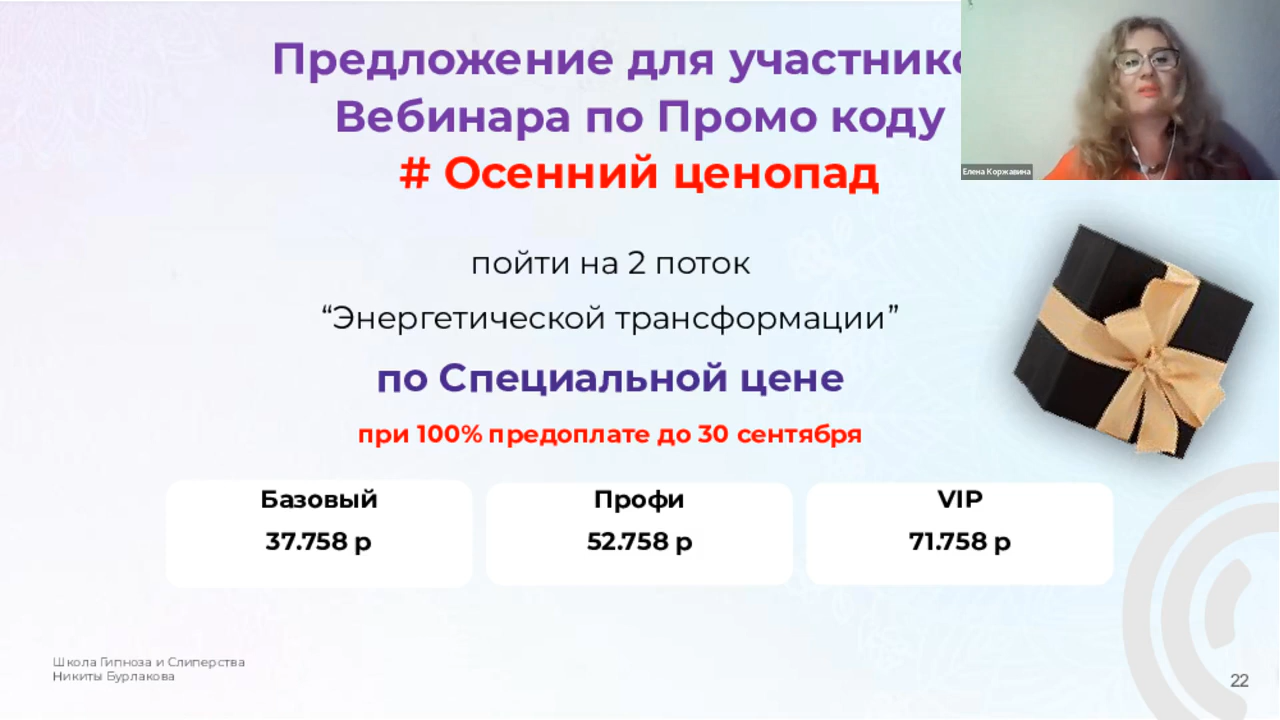 Предложение для участнико
Вебинара по Промо коду
# Осенний ценопад
Елена Коржавина
пойти на 2 поток
“Энергетической трансформации”
по Специальной цене
при 100% предоплате до 30 сентября
Базовый
37.758 р
Профи
52.758 р
VIP
71.758 р
Школа Гипноза и Слиперства
Никиты Бурлакова
22